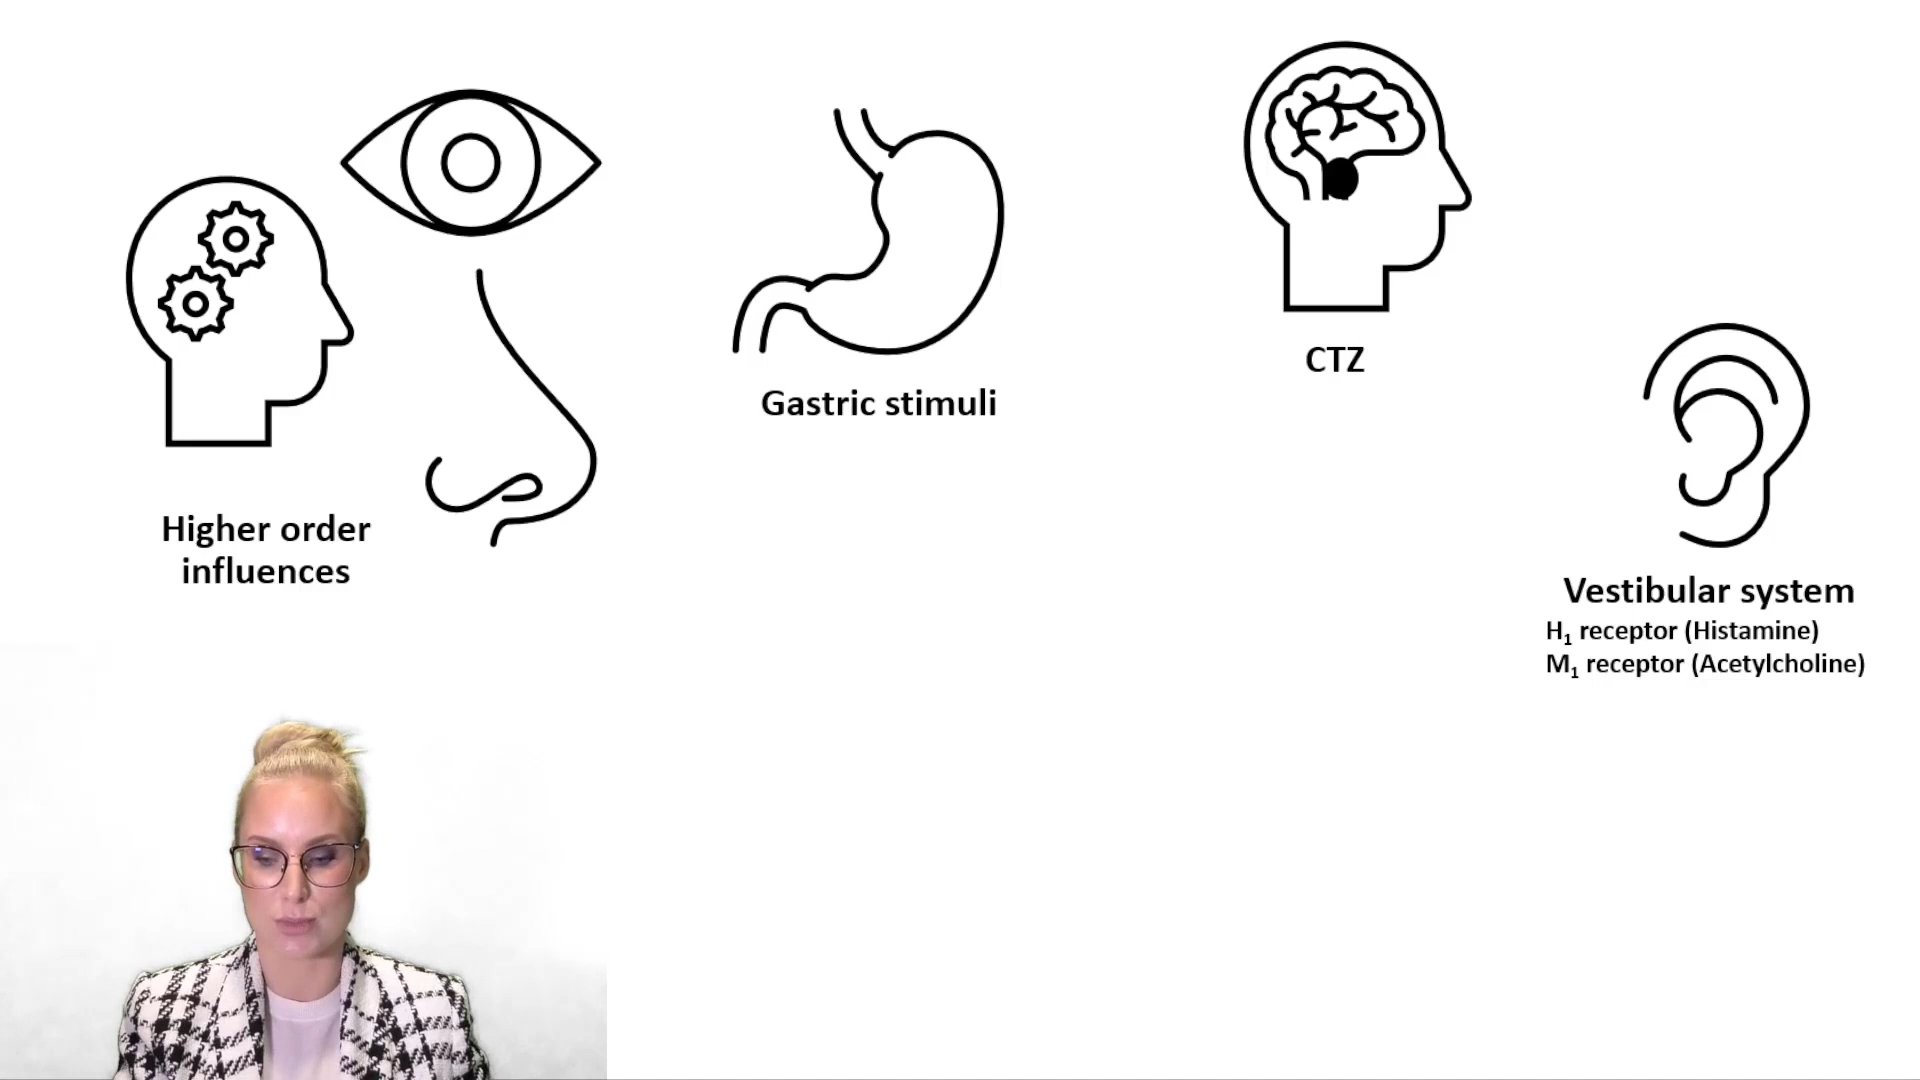 Higher order
influences
Gastric stimuli
CTZ
Vestibular system
H₁ receptor (Histamine)
M₁ receptor (Acetylcholine)